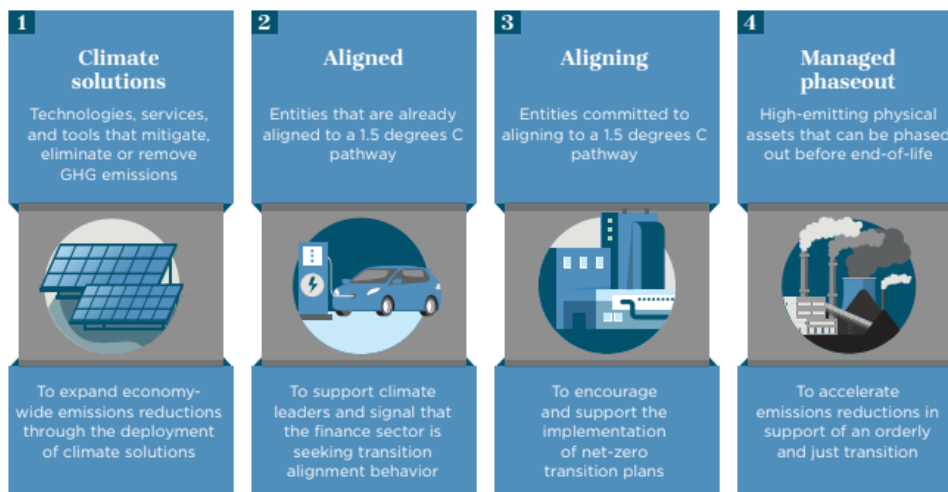 1
Climate
solutions
Technologies, services,
and tools that mitigate,
eliminate or remove
GHG emissions
To expand economy-
wide emissions reductions
through the deployment
of climate solutions
2
Aligned
Entities that are already
aligned to a 1.5 degrees C
pathway
To support climate
leaders and signal that
the finance sector is
seeking transition
alignment behavior
3
Aligning
Entities committed to
aligning to a 1.5 degrees C
pathway
To encourage
and support the
implementation
of net-zero
transition plans
4
Managed
phaseout
High-emitting physical
assets that can be phased
out before end-of-life
To accelerate
emissions reductions in
support of an orderly
and just transition